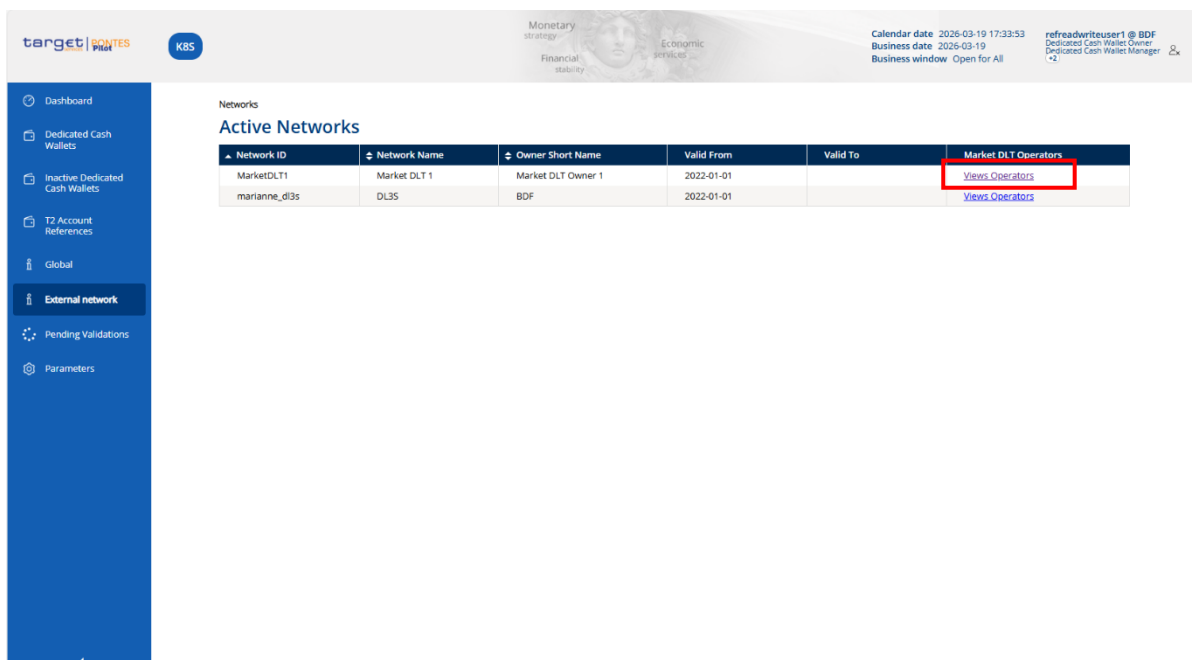 target | PONTES
Pilot
K8S
Monetary
strategy
Economic
services
Financial
stability
Calendar date 2026-03-19 17:33:53
Business date 2026-03-19
Business window Open for All
refreadwriteuser1 @ BDF
Dedicated Cash Wallet Owner
Dedicated Cash Wallet Manager
+2
Dashboard
Dedicated Cash
Wallets
Inactive Dedicated
Cash Wallets
T2 Account
References
Global
External network
Pending Validations
Parameters
Networks
Active Networks
Network ID Network Name Owner Short Name Valid From Valid To Market DLT Operators
MarketDLT1 Market DLT 1 Market DLT Owner 1 2022-01-01 Views Operators
marianne_dl3s DL3S BDF 2022-01-01 Views Operators